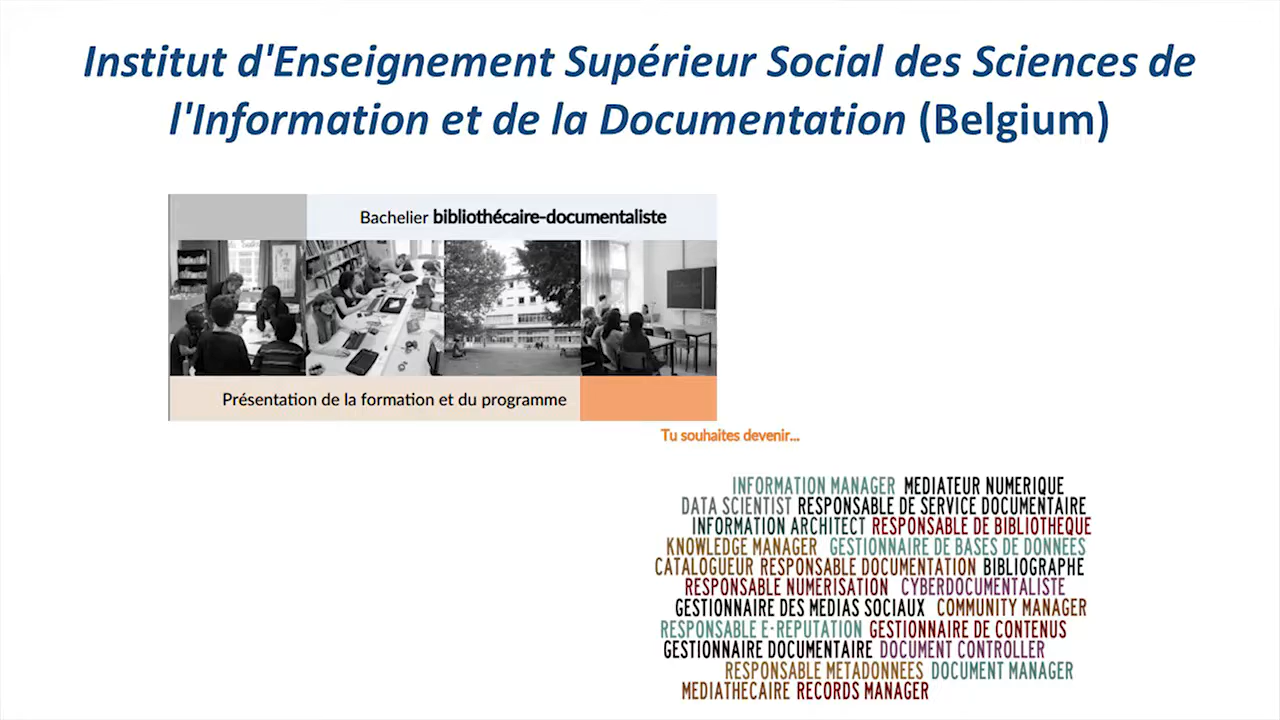 Institut d'Enseignement Supérieur Social des Sciences de
l'Information et de la Documentation (Belgium)
Bachelier bibliothécaire-documentaliste
Présentation de la formation et du programme
Tu souhaites devenir...
INFORMATION MANAGER MEDIATEUR NUMERIQUE
DATA SCIENTIST RESPONSABLE DE SERVICE DOCUMENTAIRE
INFORMATION ARCHITECT RESPONSABLE DE BIBLIOTHEQUE
KNOWLEDGE MANAGER GESTIONNAIRE DE BASES DE DONNEES
CATALOGUEUR RESPONSABLE DOCUMENTATION BIBLIOGRAPHE
RESPONSABLE NUMERISATION CYBERDOCUMENTALISTE
GESTIONNAIRE DES MEDIAS SOCIAUX COMMUNITY MANAGER
RESPONSABLE E-REPUTATION GESTIONNAIRE DE CONTENUS
GESTIONNAIRE DOCUMENTAIRE DOCUMENT CONTROLLER
RESPONSABLE METADONNEES DOCUMENT MANAGER
MEDIATHECAIRE RECORDS MANAGER